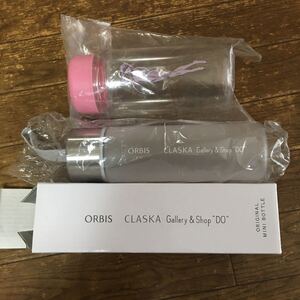 ORBIS CLASKA Gallery & Shop "DO"
ORBIS CLASKA Gallery & Shop "DO"
ORIGINAL
MINI BOTTLE